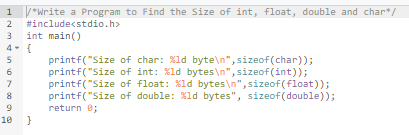 1 /*Write a Program to Find the Size of int, float, double and char*/
2 #include<stdio.h>
3 int main()
4 {
5 printf("Size of char: %ld byte\n",sizeof(char));
6 printf("Size of int: %ld bytes\n",sizeof(int));
7 printf("Size of float: %ld bytes\n",sizeof(float));
8 printf("Size of double: %ld bytes", sizeof(double));
9 return 0;
10 }